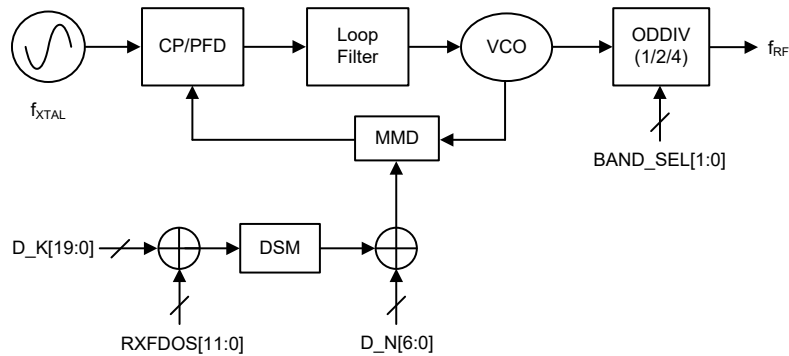 CP/PFD
Loop
Filter
VCO
ODDIV
(1/2/4)
fRF
fXTAL
MMD
BAND_SEL[1:0]
D_K[19:0]
DSM
RXFDOS[11:0]
D_N[6:0]